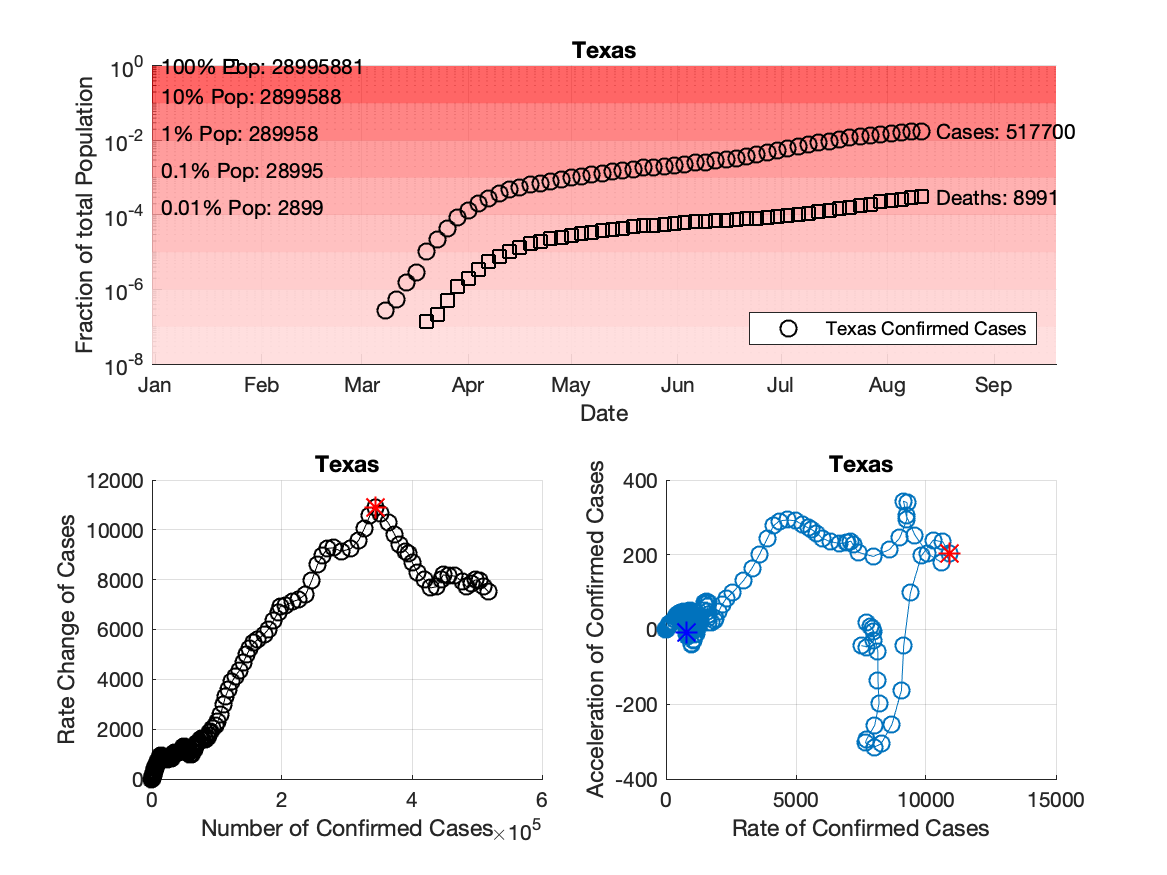 Texas
10^0
10^-2
10^-4
10^-6
10^-8
Fraction of total Population
100% Pop: 28995881
10% Pop: 2899588
1% Pop: 289958
0.1% Pop: 28995
0.01% Pop: 2899
Cases: 517700
Deaths: 8991
Texas Confirmed Cases
Jan Feb Mar Apr May Jun Jul Aug Sep
Date
Texas
12000
10000
8000
6000
4000
2000
0
Rate Change of Cases
0 2 4 6
Number of Confirmed Cases ×10^5
Texas
400
200
0
-200
-400
Acceleration of Confirmed Cases
0 5000 10000 15000
Rate of Confirmed Cases